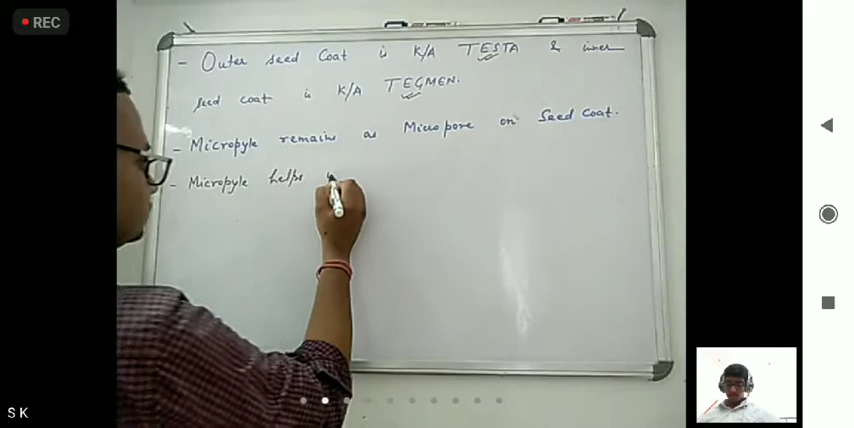 REC
- Outer seed Coat is K/A TESTA & inner
seed coat is K/A TEGMEN.
- Micropyle remains as Micropore on Seed Coat.
- Micropyle helps
S K